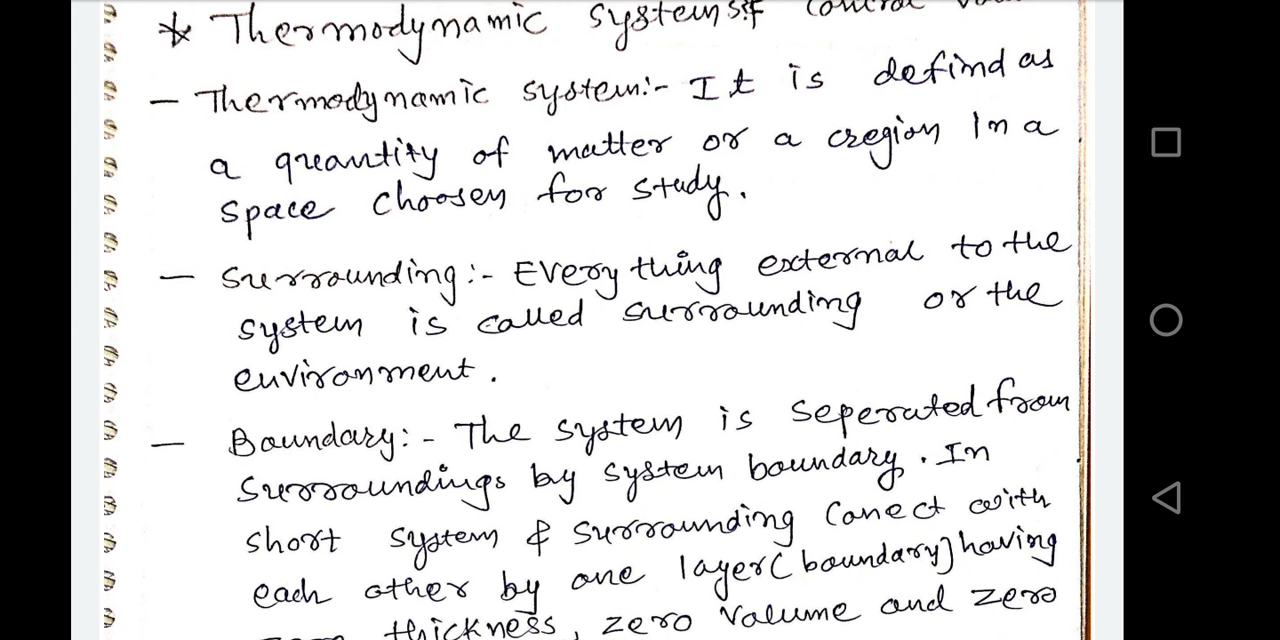 * Thermodynamic systems & control
- Thermodynamic system:- It is defind as
a quantity of matter or a region In a
space choosen for study.
- Surrounding:- Everything external to the
system is called surrounding or the
environment.
- Boundary:- The system is seperated from
surroundings by system boundary. In
short system & surrounding conect with
each other by one layer (boundary) having
thickness, zero volume and zero